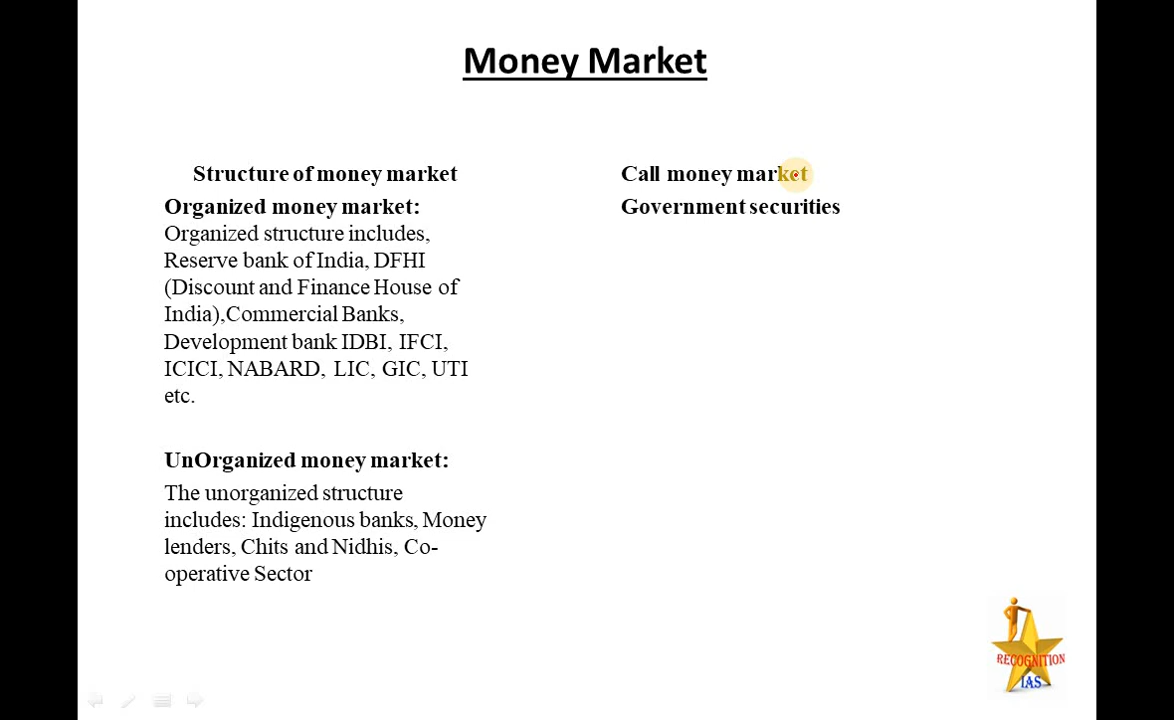 Money Market
Structure of money market
Organized money market:
Organized structure includes,
Reserve bank of India, DFHI
(Discount and Finance House of
India),Commercial Banks,
Development bank IDBI, IFCI,
ICICI, NABARD, LIC, GIC, UTI
etc.
UnOrganized money market:
The unorganized structure
includes: Indigenous banks, Money
lenders, Chits and Nidhis, Co-
operative Sector
Call money market
Government securities
RECOGNITION
IAS